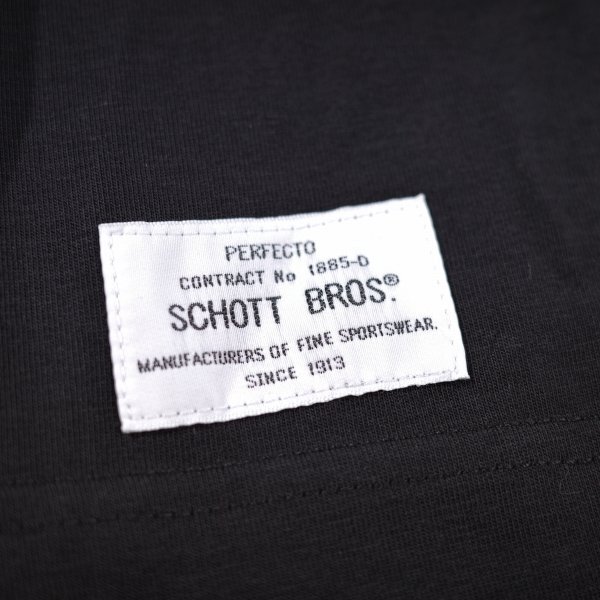 PERFECTO
CONTRACT No 1885-D
SCHOTT BROS.®
MANUFACTURERS OF FINE SPORTSWEAR.
SINCE 1913